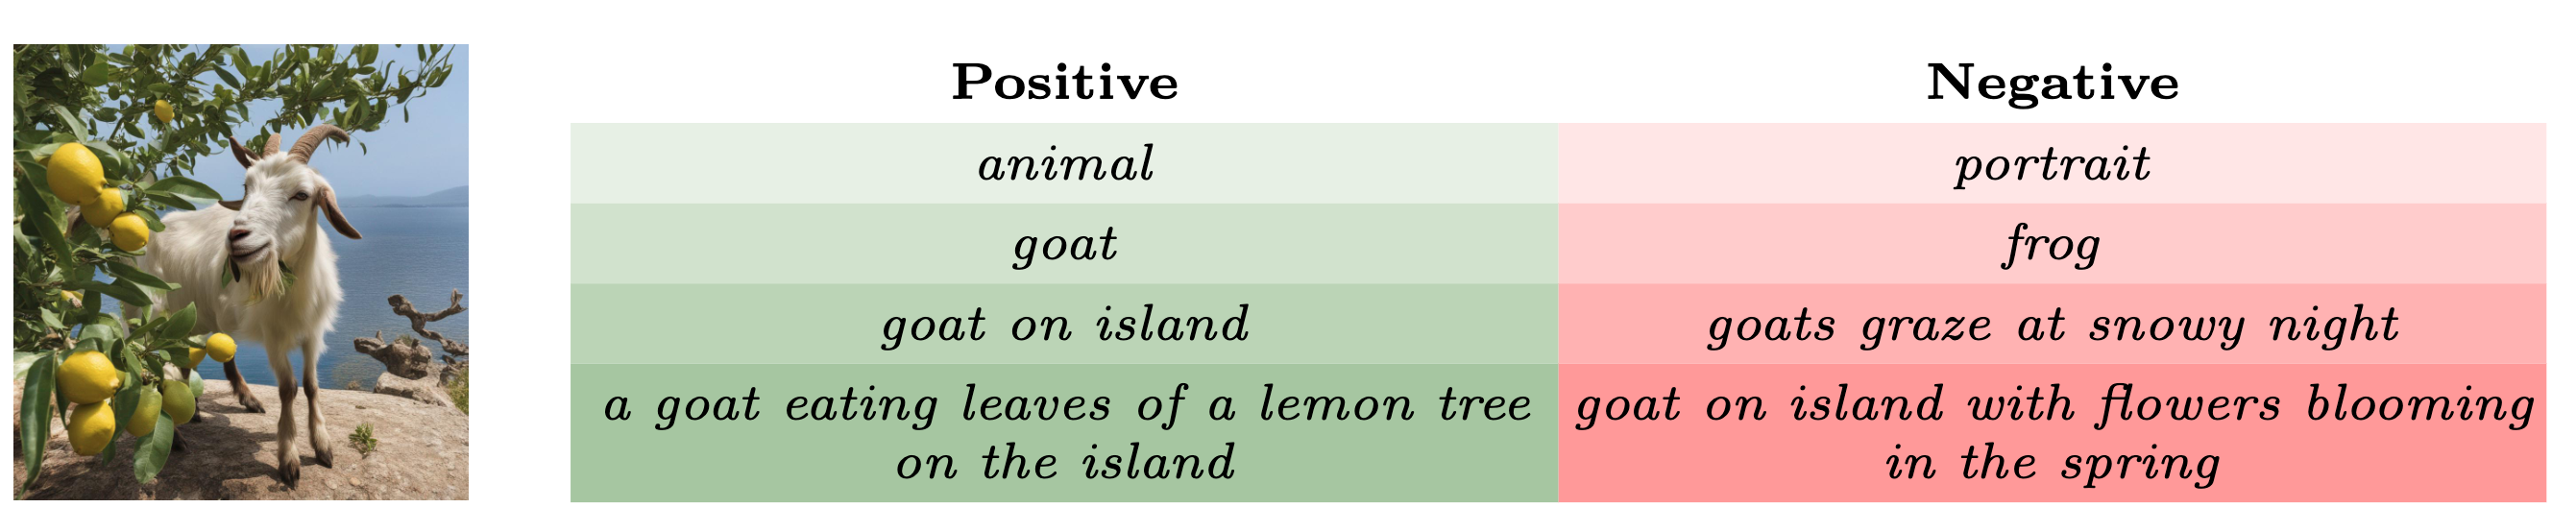 Positive
Negative
animal
portrait
goat
frog
goat on island
goats graze at snowy night
a goat eating leaves of a lemon tree
on the island
goat on island with flowers blooming
in the spring